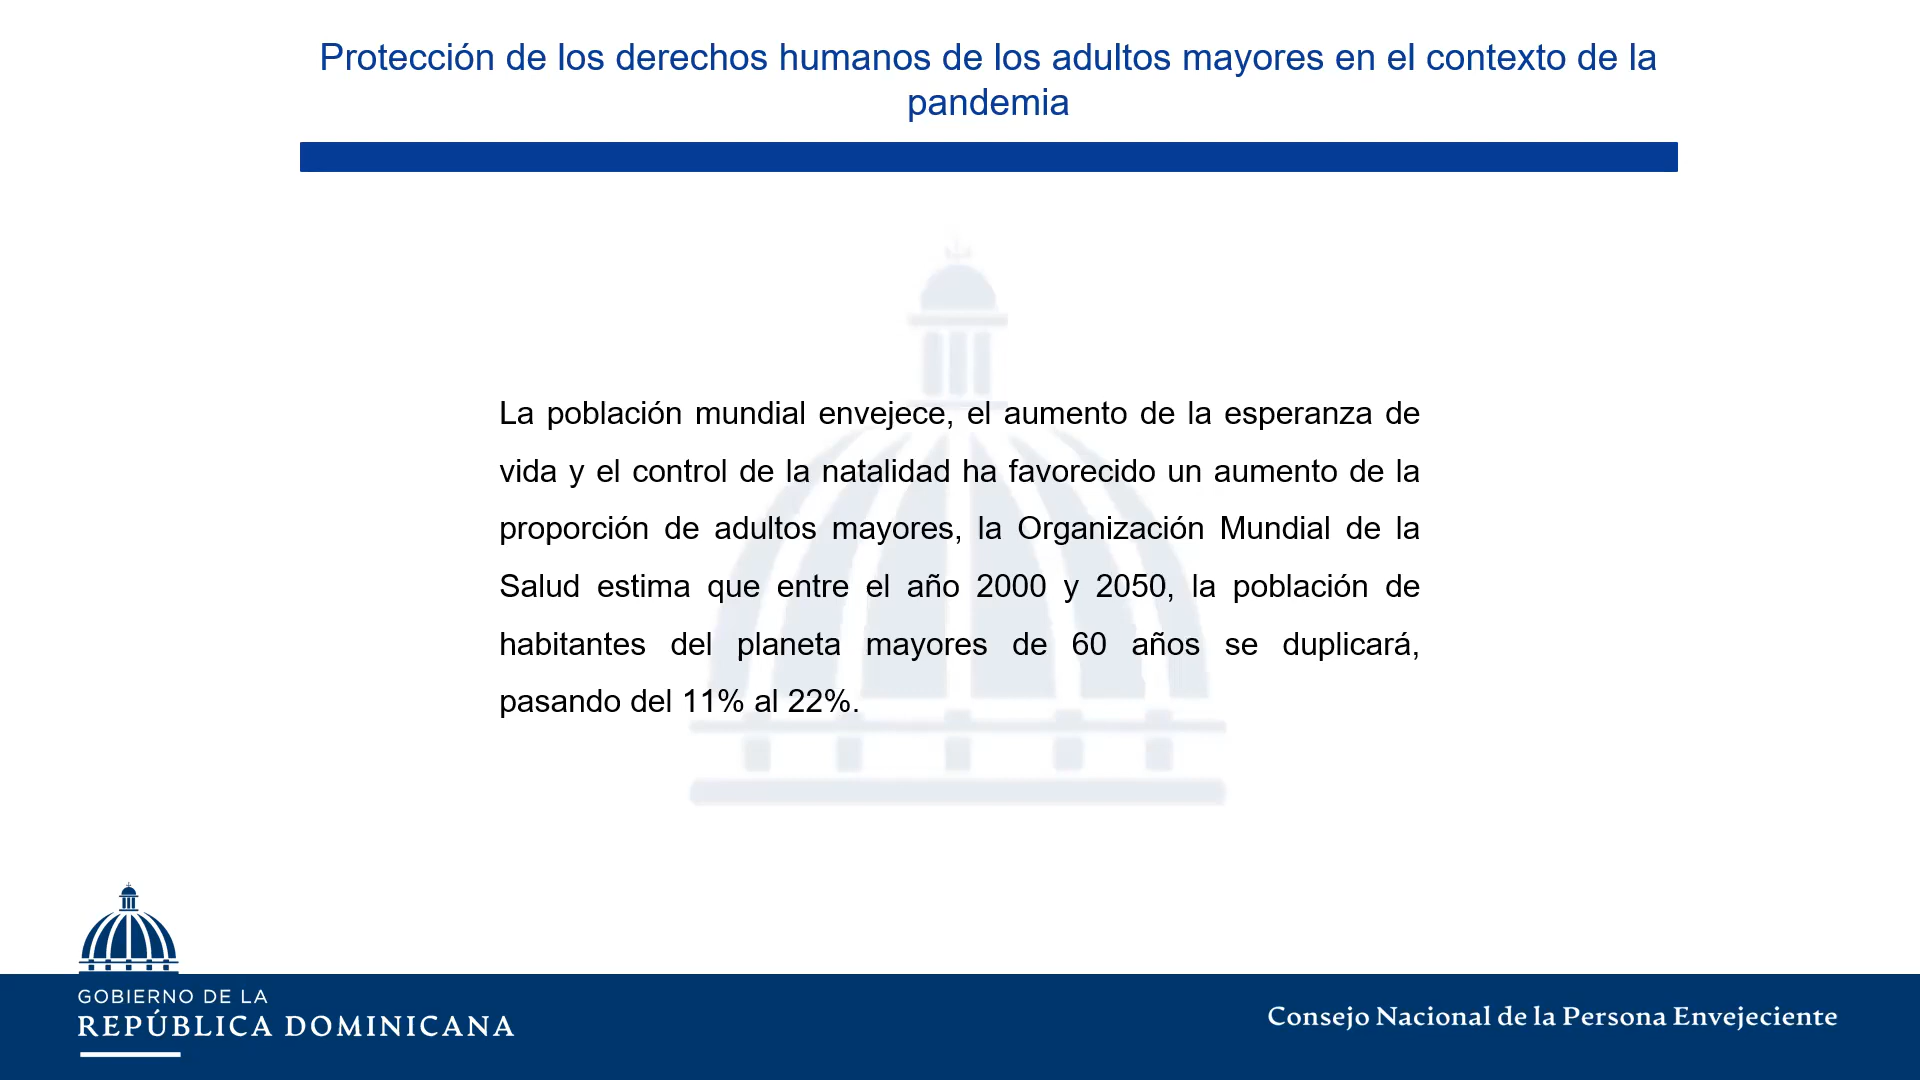 Protección de los derechos humanos de los adultos mayores en el contexto de la
pandemia
La población mundial envejece, el aumento de la esperanza de
vida y el control de la natalidad ha favorecido un aumento de la
proporción de adultos mayores, la Organización Mundial de la
Salud estima que entre el año 2000 y 2050, la población de
habitantes del planeta mayores de 60 años se duplicará,
pasando del 11% al 22%.
GOBIERNO DE LA
REPÚBLICA DOMINICANA
Consejo Nacional de la Persona Envejeciente